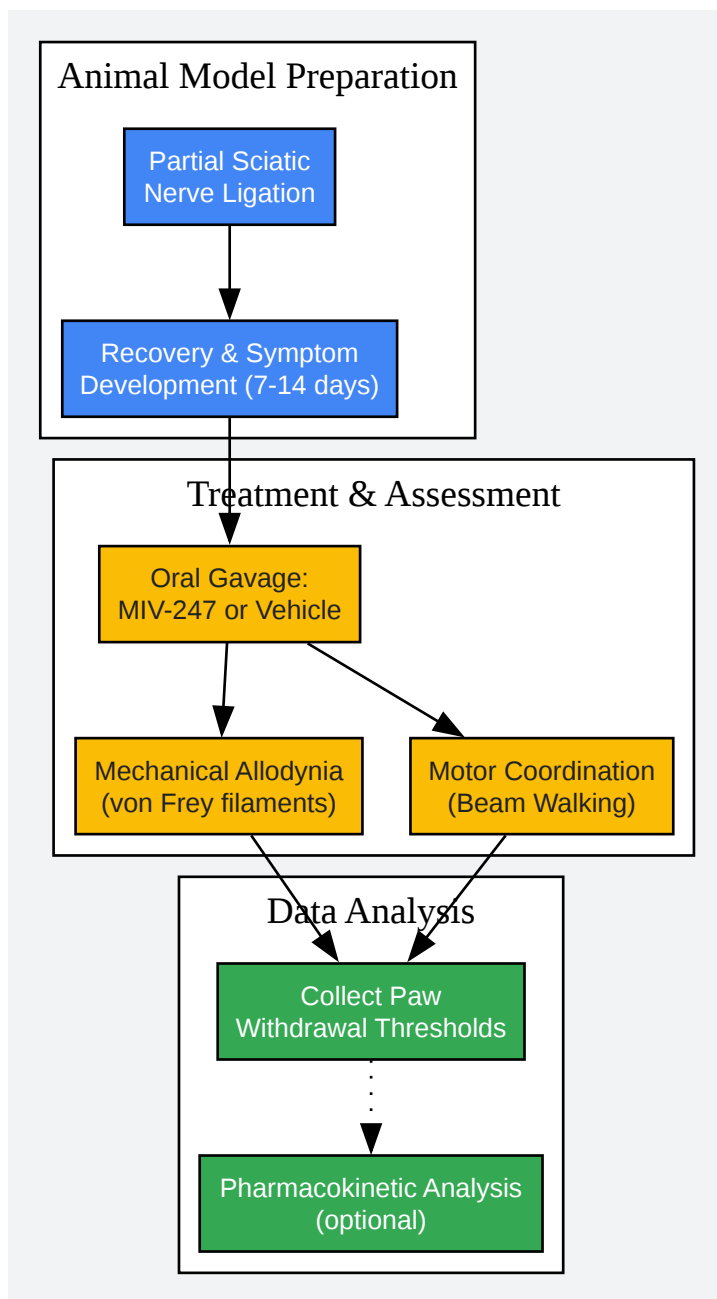 Animal Model Preparation
Partial Sciatic
Nerve Ligation
Recovery & Symptom
Development (7-14 days)
Treatment & Assessment
Oral Gavage:
MIV-247 or Vehicle
Mechanical Allodynia
(von Frey filaments)
Motor Coordination
(Beam Walking)
Data Analysis
Collect Paw
Withdrawal Thresholds
Pharmacokinetic Analysis
(optional)